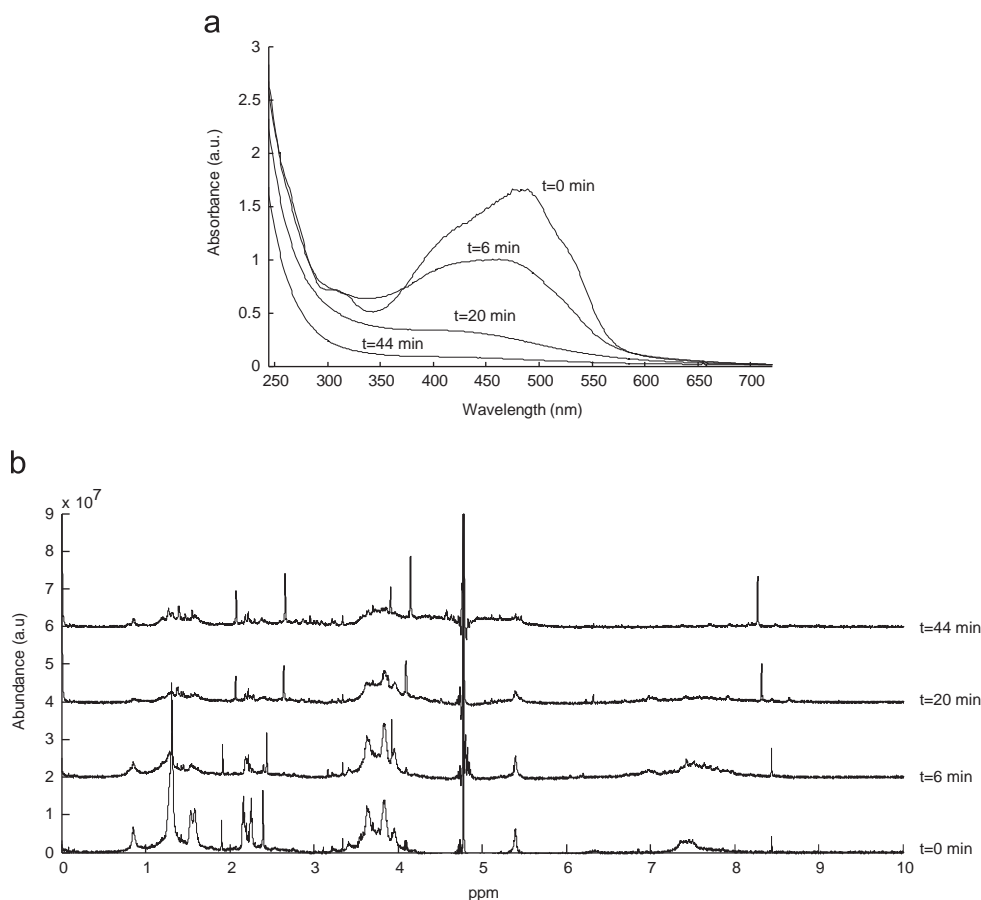 a
3
2.5
2
1.5
1
0.5
0
Absorbance (a.u.)
t=0 min
t=6 min
t=20 min
t=44 min
250 300 350 400 450 500 550 600 650 700
Wavelength (nm)
b
x 10^7
9
8
7
6
5
4
3
2
1
0
Abundance (a.u)
t=44 min
t=20 min
t=6 min
t=0 min
0 1 2 3 4 5 6 7 8 9 10
ppm